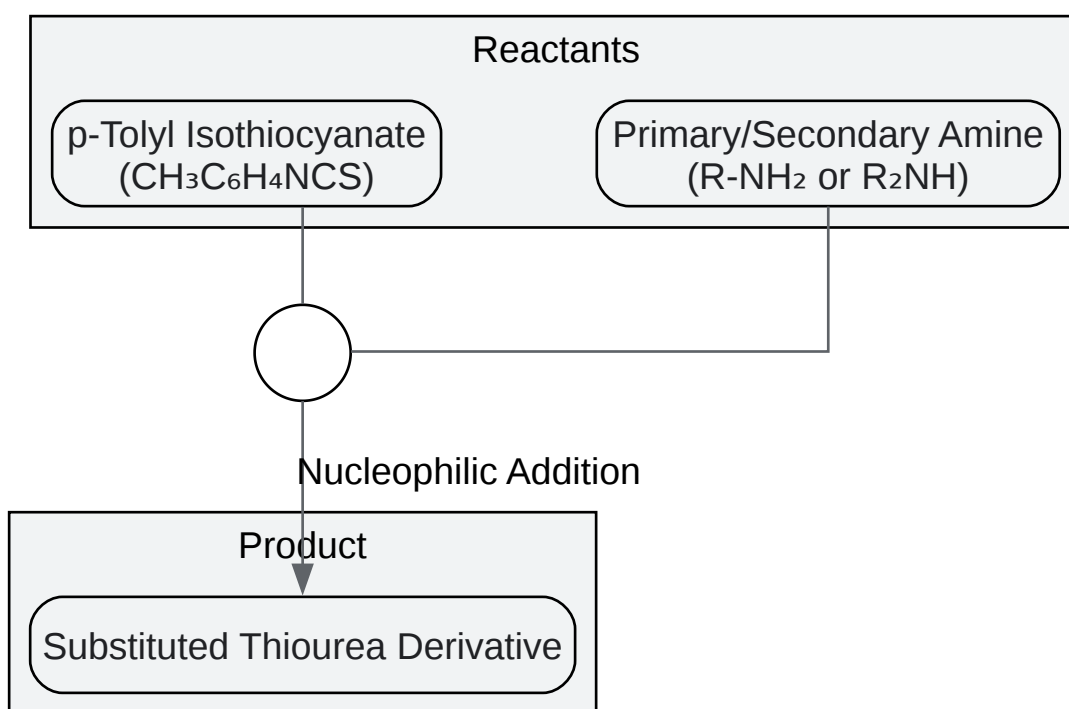 Reactants
p-Tolyl Isothiocyanate
(CH₃C₆H₄NCS)
Primary/Secondary Amine
(R-NH₂ or R₂NH)
Nucleophilic Addition
Product
Substituted Thiourea Derivative